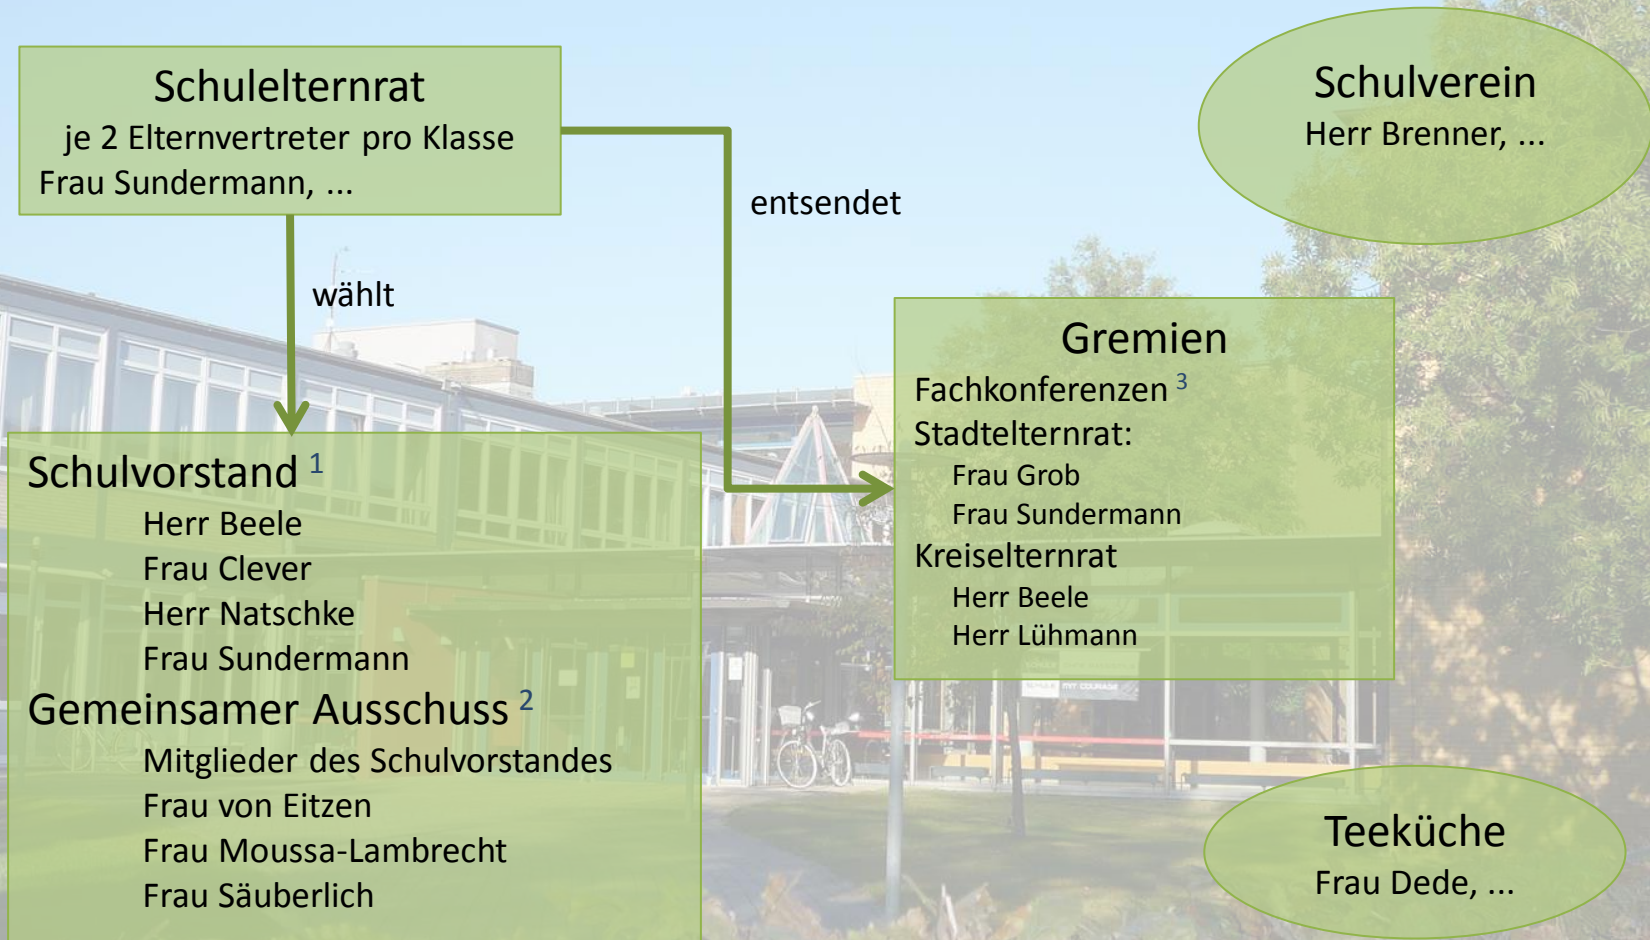 Schulelternrat
je 2 Elternvertreter pro Klasse
Frau Sundermann, ...
wählt
entsendet
Schulverein
Herr Brenner, ...
Schulvorstand 1
Herr Beele
Frau Clever
Herr Natschke
Frau Sundermann
Gemeinsamer Ausschuss 2
Mitglieder des Schulvorstandes
Frau von Eitzen
Frau Moussa-Lambrecht
Frau Säuberlich
Gremien
Fachkonferenzen 3
Stadtelternrat:
Frau Grob
Frau Sundermann
Kreiselternrat
Herr Beele
Herr Lühmann
Teeküche
Frau Dede, ...